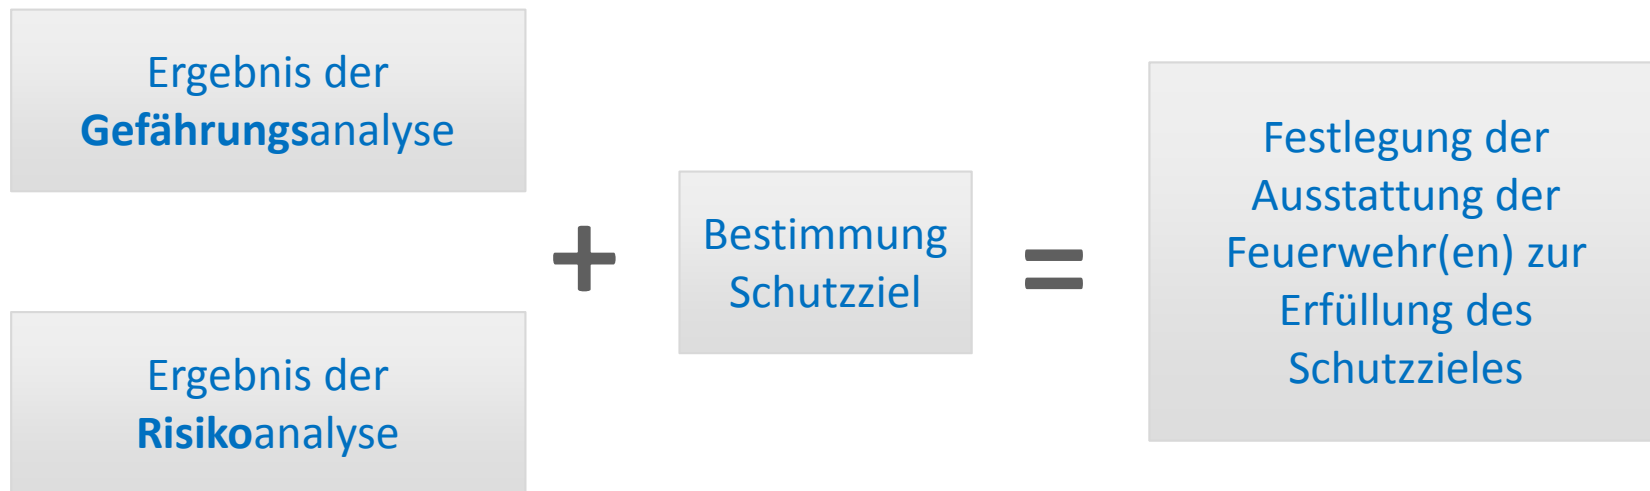 Ergebnis der
Gefährungsanalyse
Ergebnis der
Risikoanalyse
+
Bestimmung
Schutzziel
=
Festlegung der
Ausstattung der
Feuerwehr(en) zur
Erfüllung des
Schutzzieles